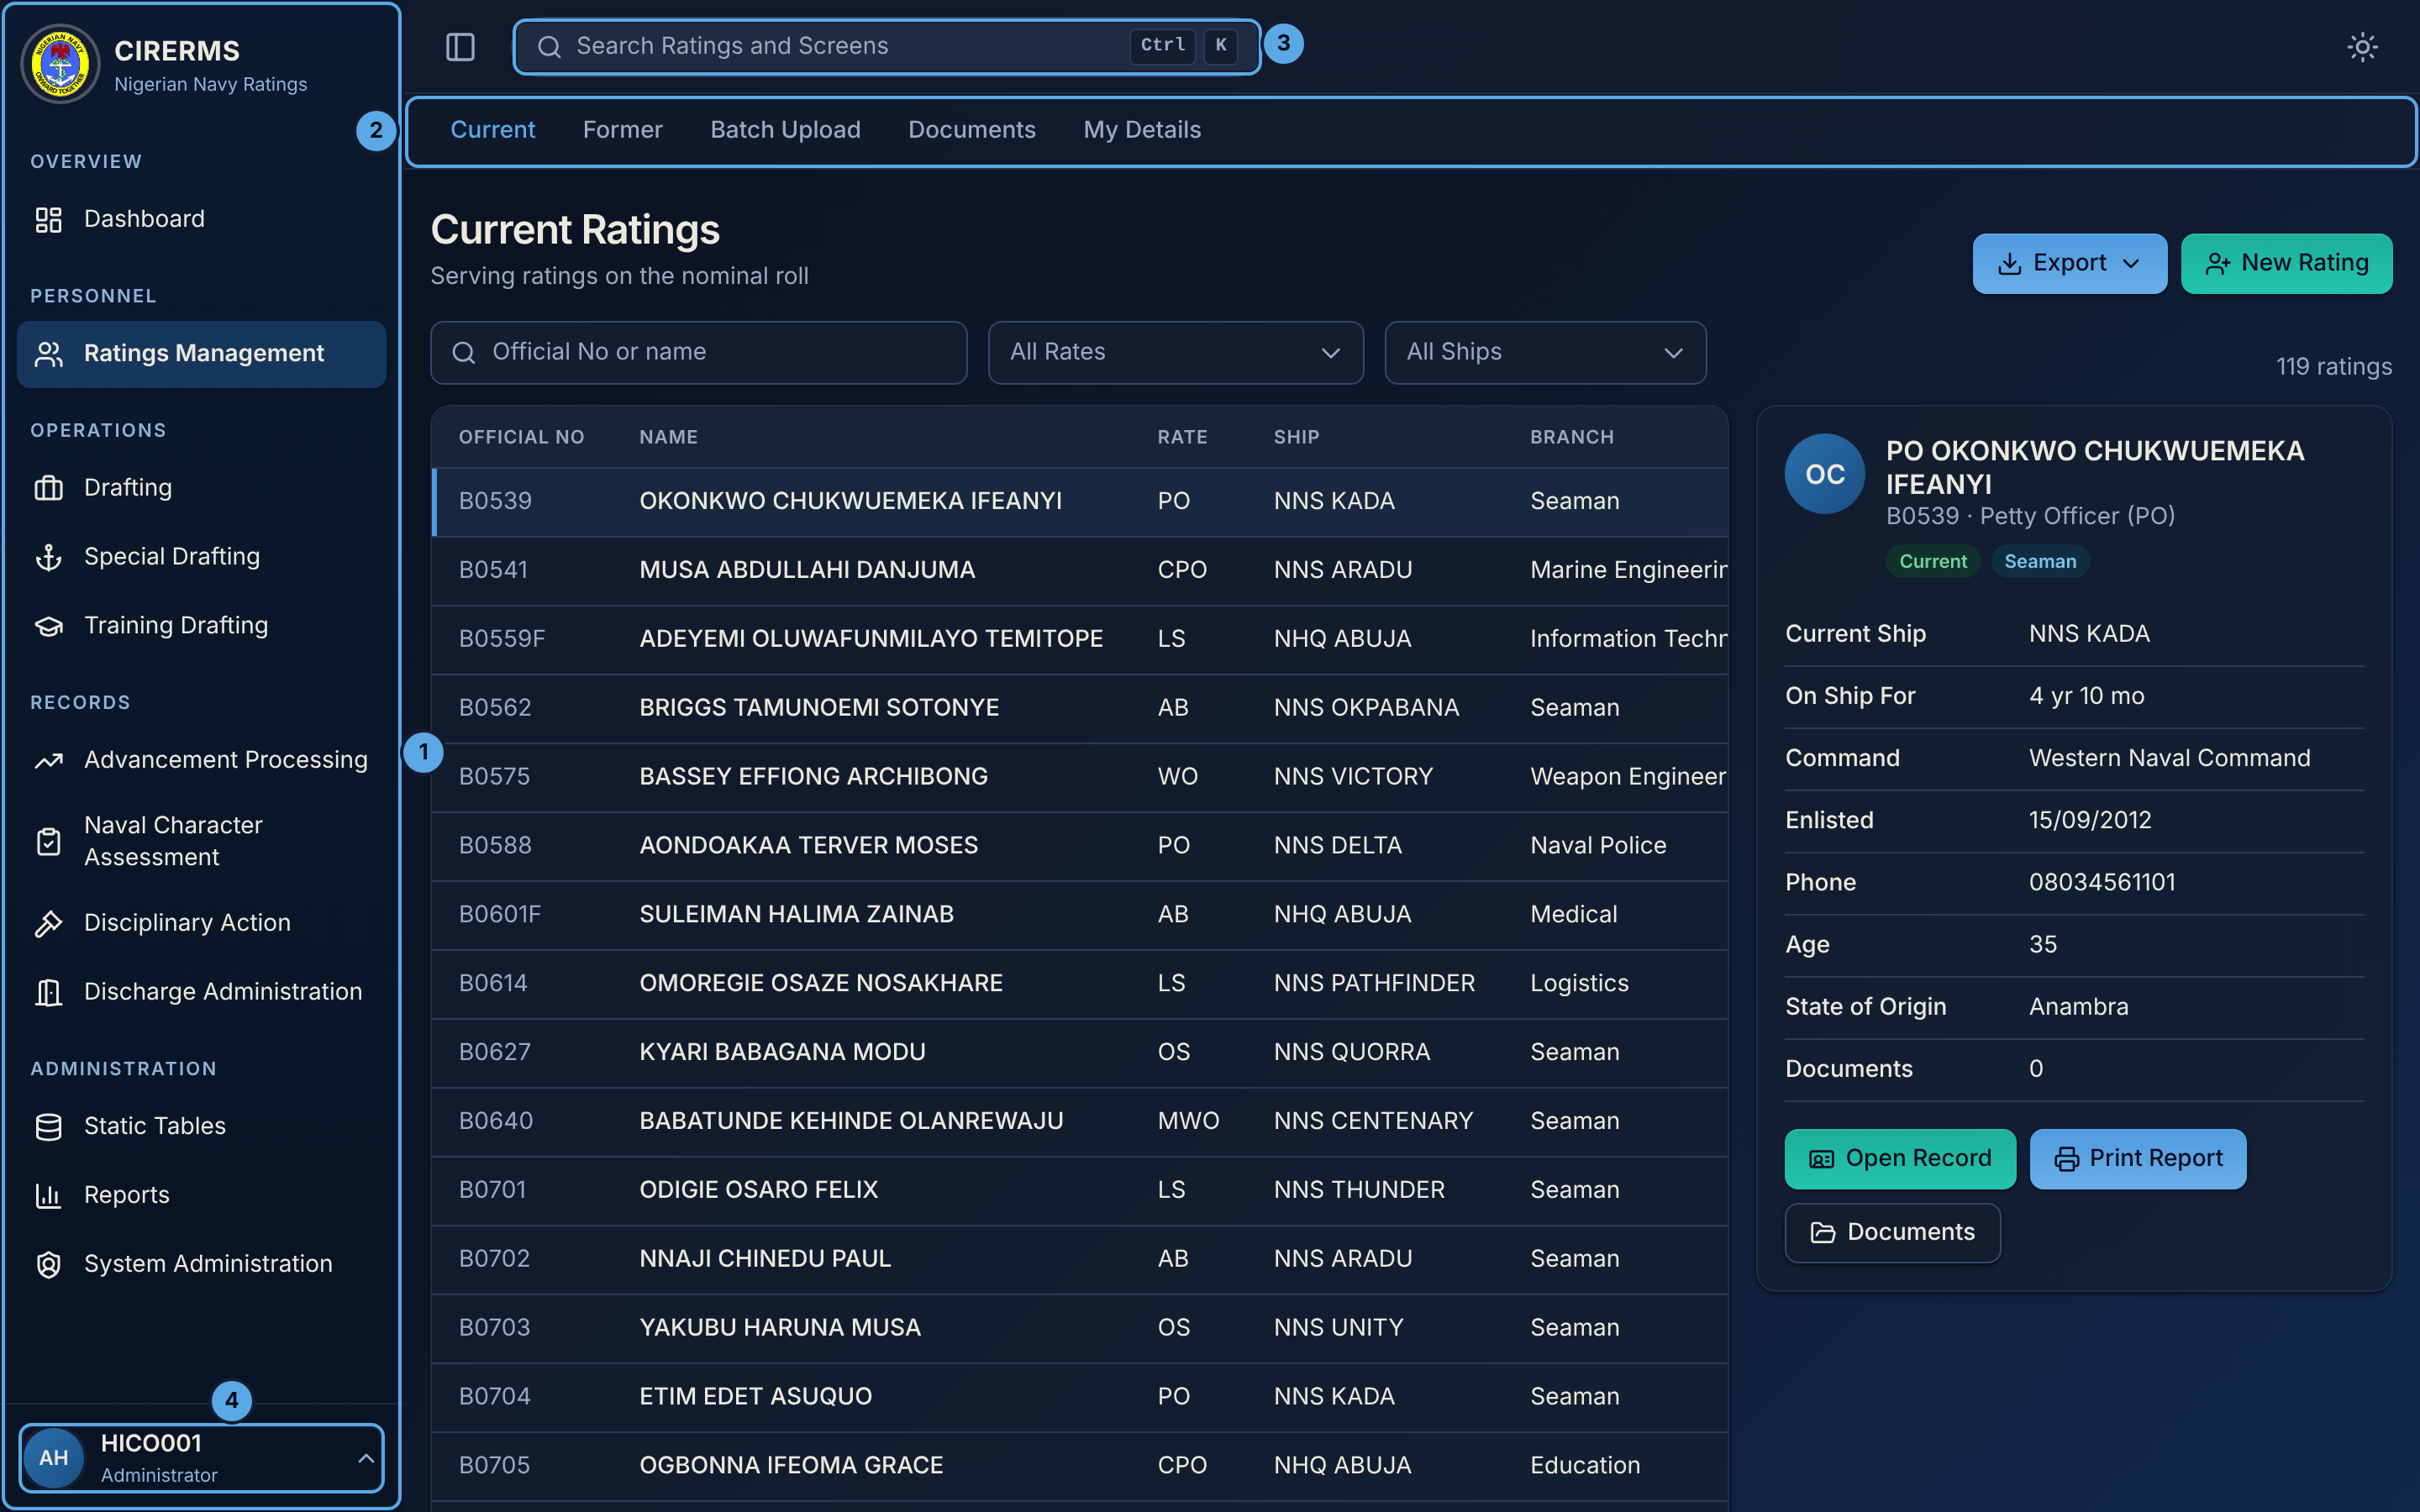 CIRERMS
Nigerian Navy Ratings
OVERVIEW
Dashboard
PERSONNEL
Ratings Management
OPERATIONS
Drafting
Special Drafting
Training Drafting
RECORDS
Advancement Processing
Naval Character
Assessment
Disciplinary Action
Discharge Administration
ADMINISTRATION
Static Tables
Reports
System Administration
4
AH
HICO001
Administrator
1
2
Search Ratings and Screens Ctrl K 3
Current Former Batch Upload Documents My Details
Current Ratings
Serving ratings on the nominal roll
Export New Rating
Official No or name All Rates All Ships
119 ratings
OFFICIAL NO NAME RATE SHIP BRANCH
B0539 OKONKWO CHUKWUEMEKA IFEANYI PO NNS KADA Seaman
B0541 MUSA ABDULLAHI DANJUMA CPO NNS ARADU Marine Engineerin
B0559F ADEYEMI OLUWAFUNMILAYO TEMITOPE LS NHQ ABUJA Information Techn
B0562 BRIGGS TAMUNOEMI SOTONYE AB NNS OKPABANA Seaman
B0575 BASSEY EFFIONG ARCHIBONG WO NNS VICTORY Weapon Engineer
B0588 AONDOAKAA TERVER MOSES PO NNS DELTA Naval Police
B0601F SULEIMAN HALIMA ZAINAB AB NHQ ABUJA Medical
B0614 OMOREGIE OSAZE NOSAKHARE LS NNS PATHFINDER Logistics
B0627 KYARI BABAGANA MODU OS NNS QUORRA Seaman
B0640 BABATUNDE KEHINDE OLANREWAJU MWO NNS CENTENARY Seaman
B0701 ODIGIE OSARO FELIX LS NNS THUNDER Seaman
B0702 NNAJI CHINEDU PAUL AB NNS ARADU Seaman
B0703 YAKUBU HARUNA MUSA OS NNS UNITY Seaman
B0704 ETIM EDET ASUQUO PO NNS KADA Seaman
B0705 OGBONNA IFEOMA GRACE CPO NHQ ABUJA Education
OC
PO OKONKWO CHUKWUEMEKA
IFEANYI
B0539 · Petty Officer (PO)
Current Seaman
Current Ship NNS KADA
On Ship For 4 yr 10 mo
Command Western Naval Command
Enlisted 15/09/2012
Phone 08034561101
Age 35
State of Origin Anambra
Documents 0
Open Record Print Report
Documents